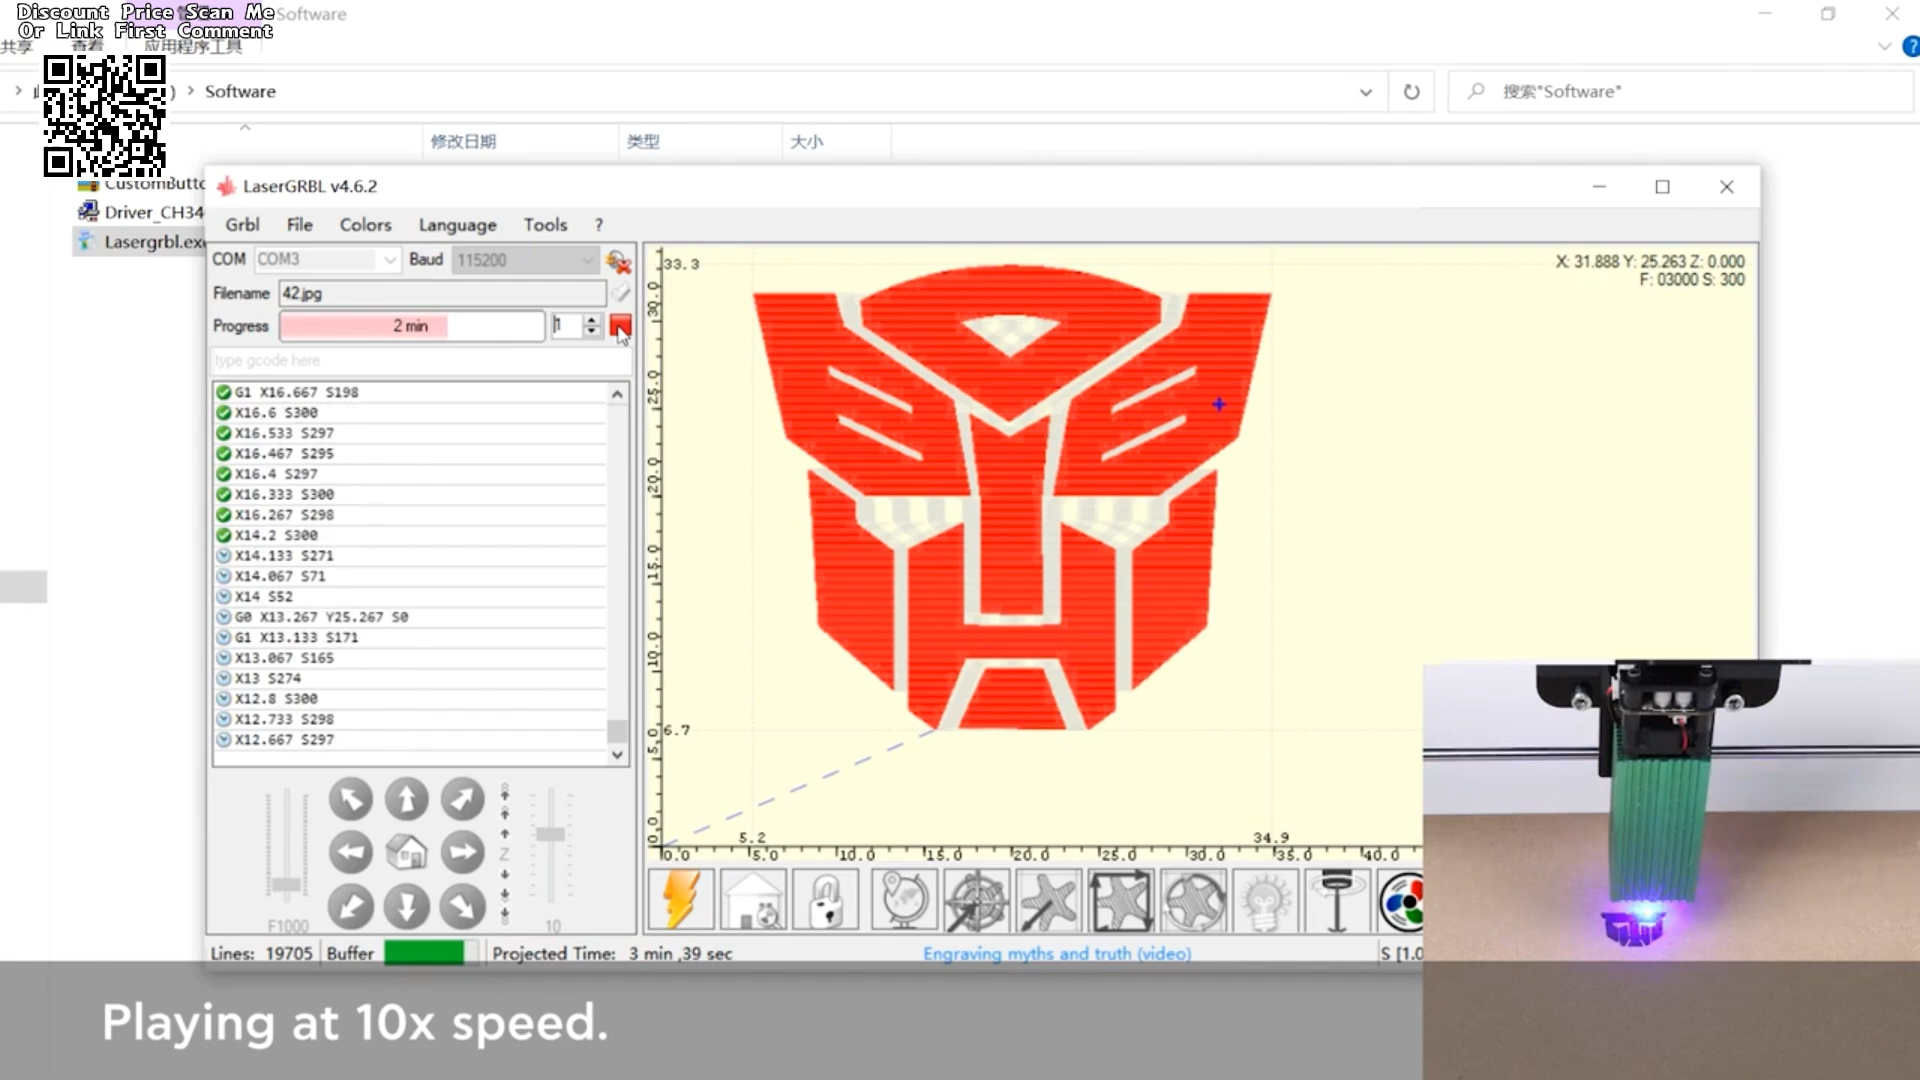 Discount Price Scan Me
Or Link First Comment
Software
共享
查看
应用程序工具
Software
搜索"Software"
修改日期
类型
大小
CustomButto
Driver_CH34
Lasergrbl.exe
LaserGRBL v4.6.2
Grbl File Colors Language Tools ?
COM COM3 Baud 115200
Filename 42.jpg
Progress 2 min 1
type gcode here
G1 X16.667 S198
X16.6 S300
X16.533 S297
X16.467 S295
X16.4 S297
X16.333 S300
X16.267 S298
X14.2 S300
X14.133 S271
X14.067 S71
X14 S52
G0 X13.267 Y25.267 S0
G1 X13.133 S171
X13.067 S165
X13 S274
X12.8 S300
X12.733 S298
X12.667 S297
X: 31.888 Y: 25.263 Z: 0.000
F: 03000 S: 300
33.3
30.0
25.0
20.0
15.0
10.0
6.7
5.0
0.0
5.2 34.9
0.0 5.0 10.0 15.0 20.0 25.0 30.0 35.0 40.0
Z
F1000 10
Lines: 19705 Buffer Projected Time: 3 min ,39 sec Engraving myths and truth (video) S [1.0
Playing at 10x speed.